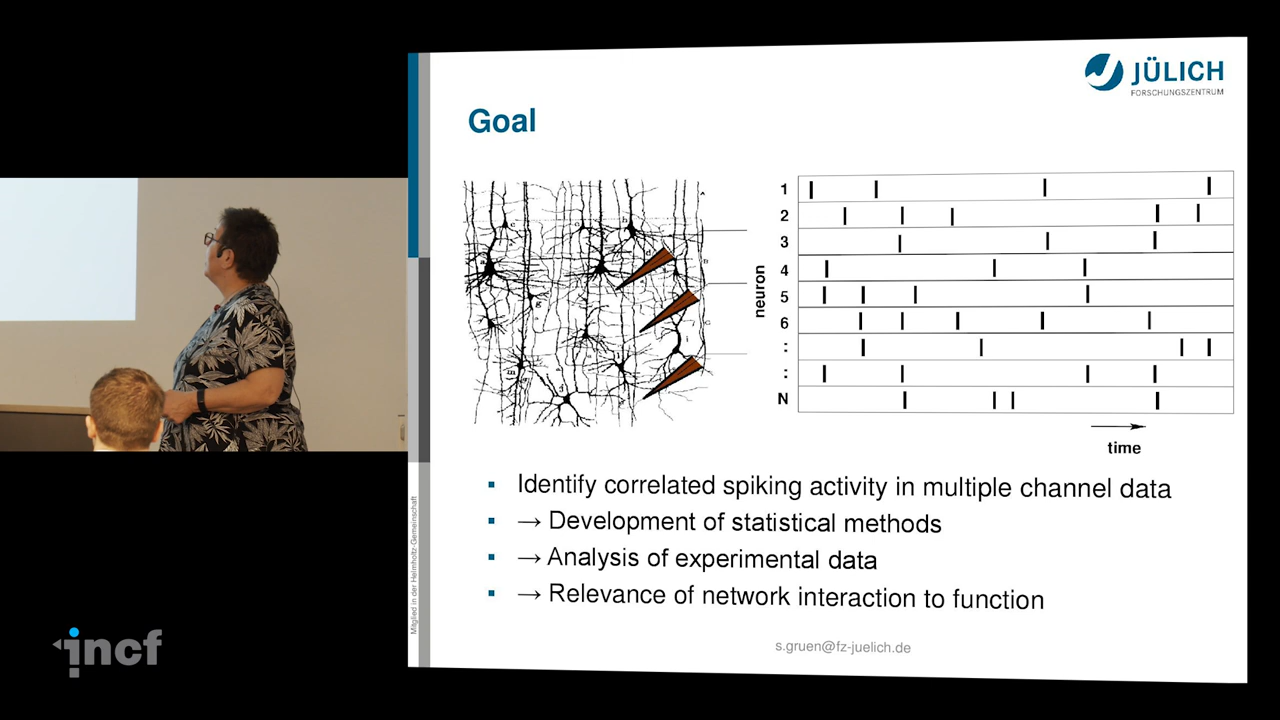 JÜLICH
FORSCHUNGSZENTRUM
Goal
neuron
1
2
3
4
5
6
:
:
N
time
Identify correlated spiking activity in multiple channel data
→ Development of statistical methods
→ Analysis of experimental data
→ Relevance of network interaction to function
s.gruen@fz-juelich.de
Mitglied in der Helmholtz-Gemeinschaft
incf